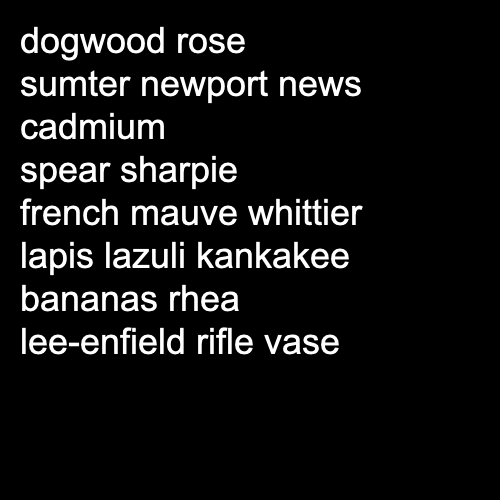 dogwood rose
sumter newport news
cadmium
spear sharpie
french mauve whittier
lapis lazuli kankakee
bananas rhea
lee-enfield rifle vase